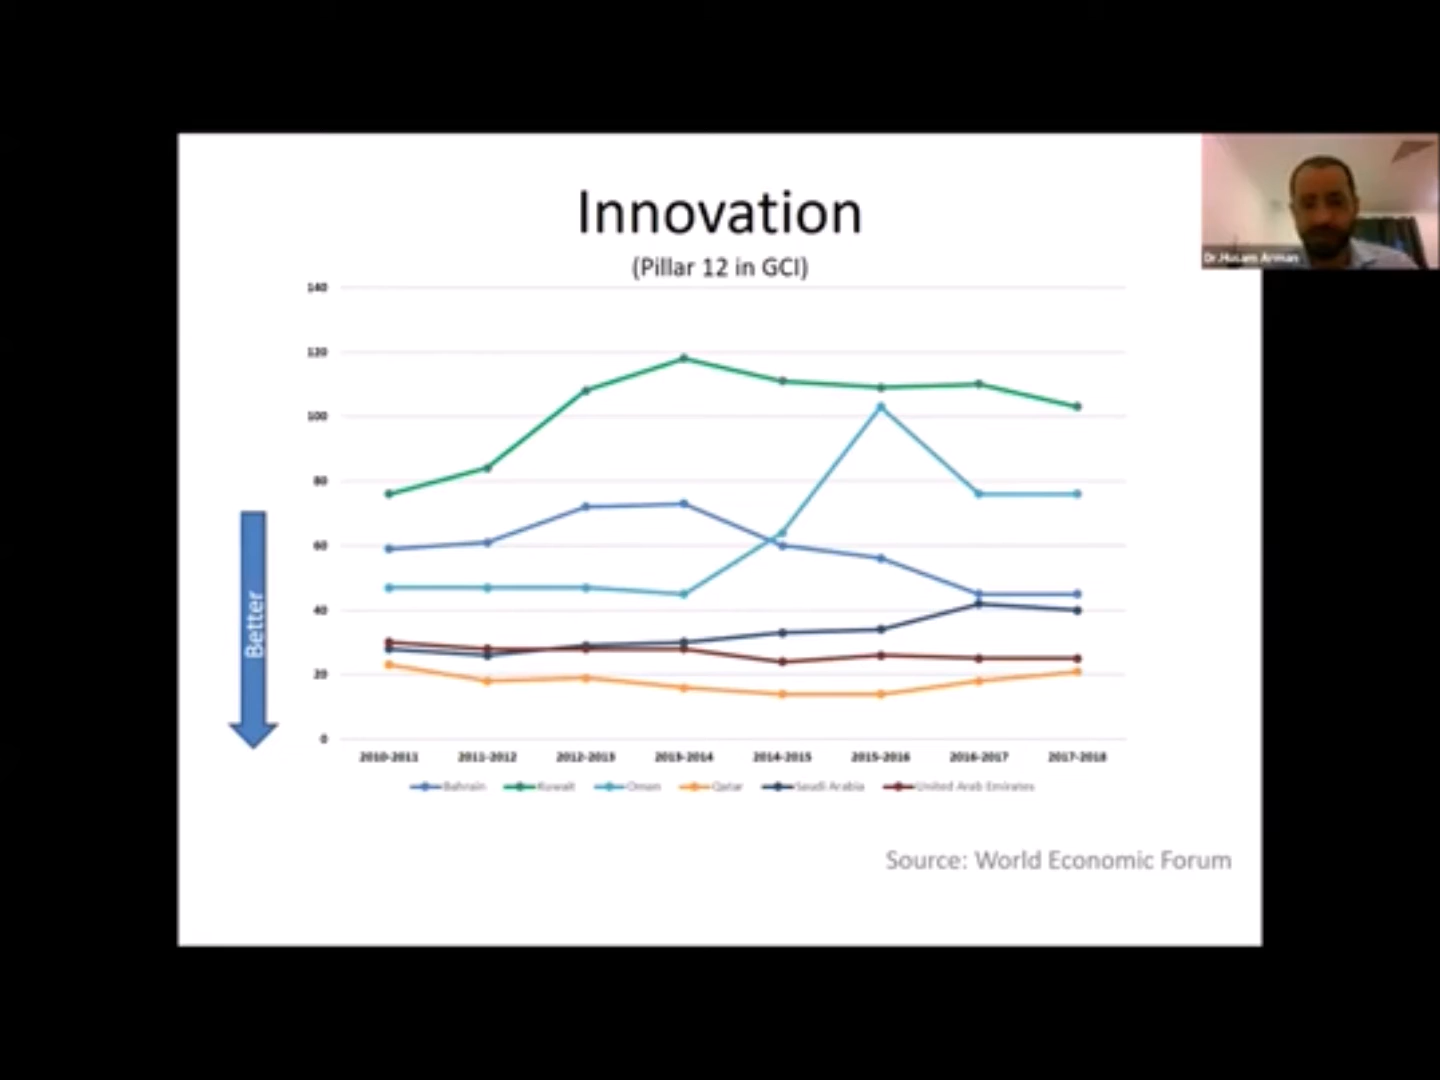 Innovation
(Pillar 12 in GCI)
Dr.Husam Arman
140
120
100
80
60
40
20
0
Better
2010-2011 2011-2012 2012-2013 2013-2014 2014-2015 2015-2016 2016-2017 2017-2018
Bahrain Kuwait Oman Qatar Saudi Arabia United Arab Emirates
Source: World Economic Forum